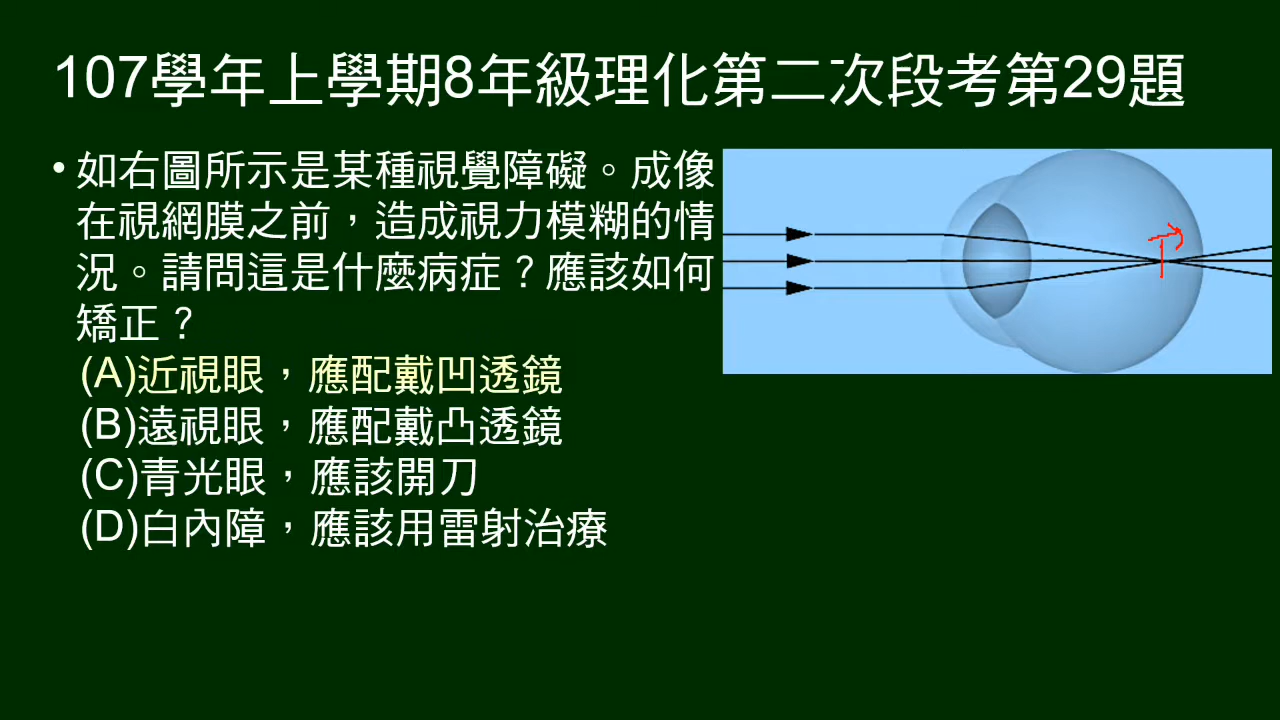 107學年上學期8年級理化第二次段考第29題
•如右圖所示是某種視覺障礙。成像
在視網膜之前，造成視力模糊的情
況。請問這是什麼病症？應該如何
矯正？
(A)近視眼，應配戴凹透鏡
(B)遠視眼，應配戴凸透鏡
(C)青光眼，應該開刀
(D)白內障，應該用雷射治療